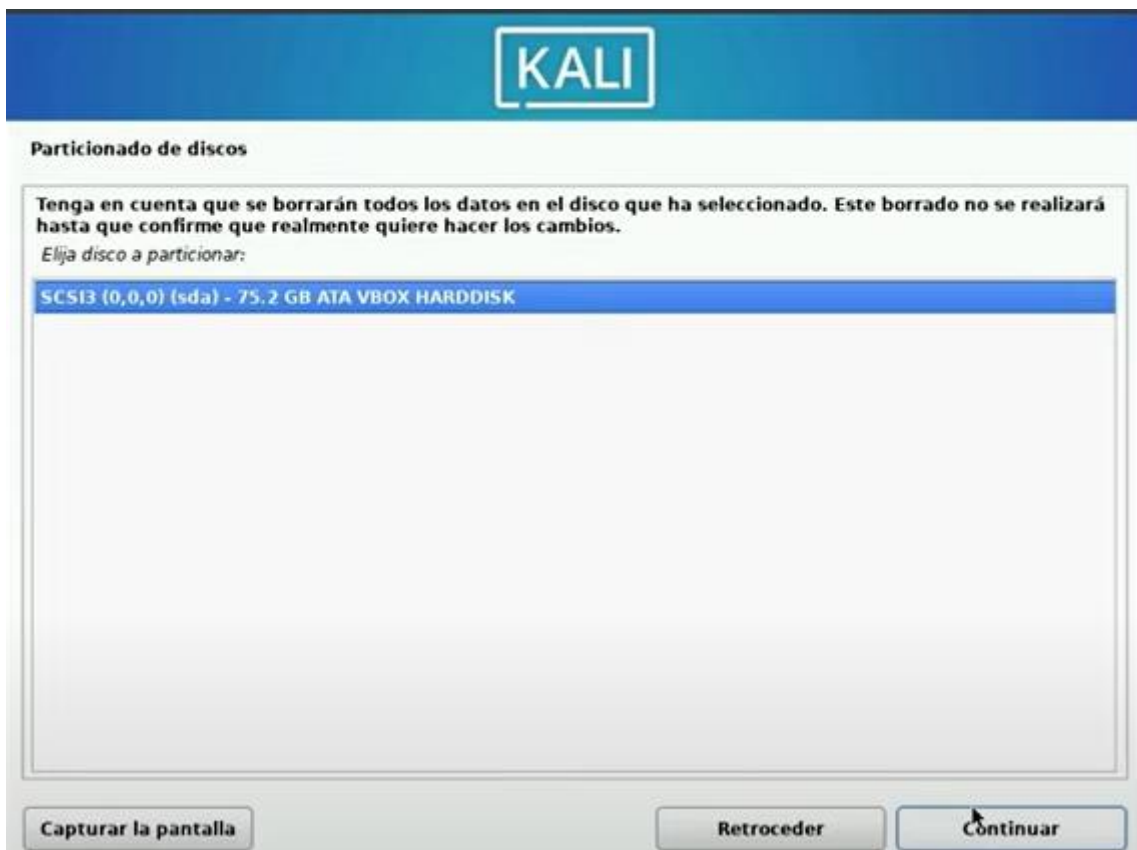 KALI
Particionado de discos
Tenga en cuenta que se borrarán todos los datos en el disco que ha seleccionado. Este borrado no se realizará
hasta que confirme que realmente quiere hacer los cambios.
Elija disco a particionar:
SCSI3 (0,0,0) (sda) - 75.2 GB ATA VBOX HARDDISK
Capturar la pantalla
Retroceder
Continuar